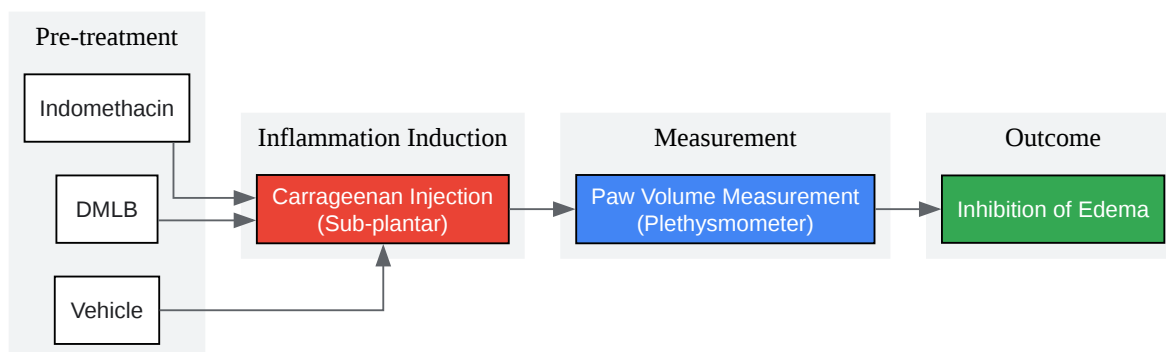 Pre-treatment
Indomethacin
DMLB
Vehicle
Inflammation Induction
Carrageenan Injection
(Sub-plantar)
Measurement
Paw Volume Measurement
(Plethysmometer)
Outcome
Inhibition of Edema